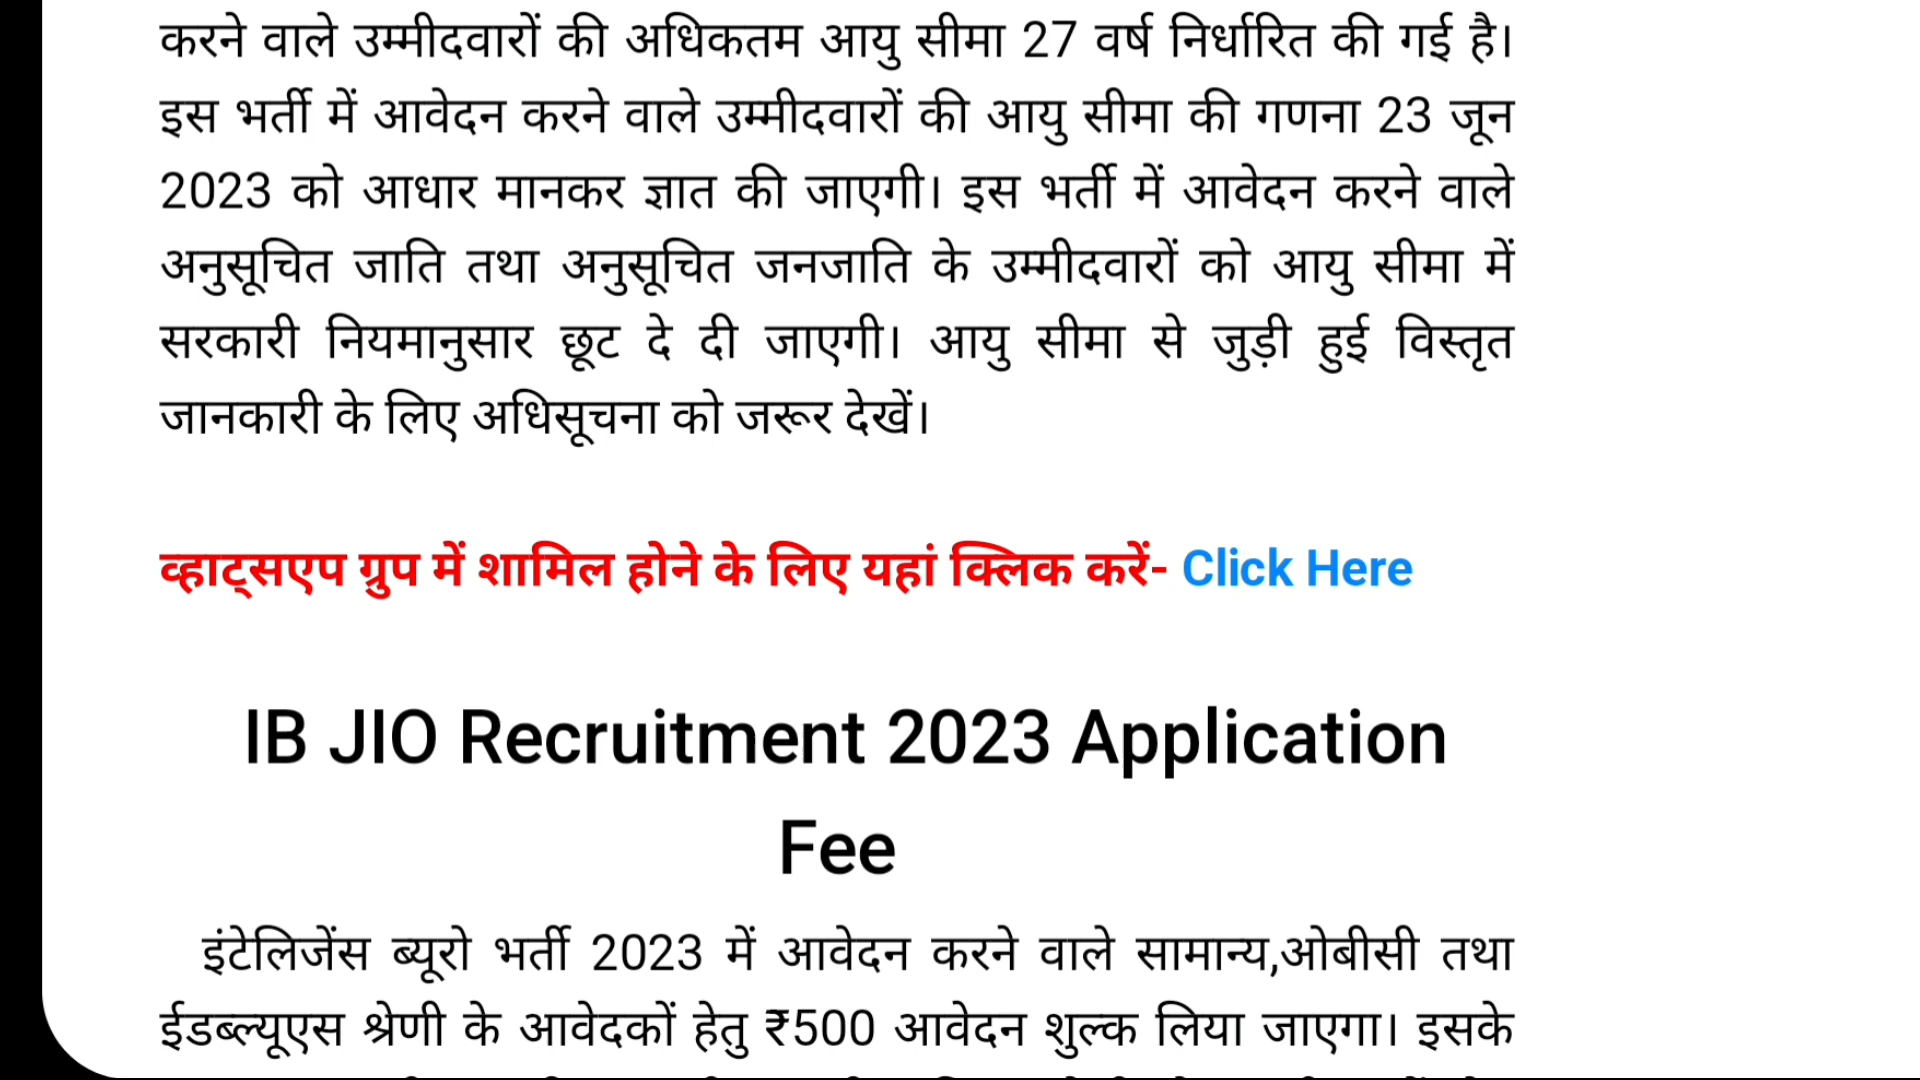 करने वाले उम्मीदवारों की अधिकतम आयु सीमा 27 वर्ष निर्धारित की गई है।
इस भर्ती में आवेदन करने वाले उम्मीदवारों की आयु सीमा की गणना 23 जून
2023 को आधार मानकर ज्ञात की जाएगी। इस भर्ती में आवेदन करने वाले
अनुसूचित जाति तथा अनुसूचित जनजाति के उम्मीदवारों को आयु सीमा में
सरकारी नियमानुसार छूट दे दी जाएगी। आयु सीमा से जुड़ी हुई विस्तृत
जानकारी के लिए अधिसूचना को जरूर देखें।
व्हाट्सएप ग्रुप में शामिल होने के लिए यहां क्लिक करें- Click Here
IB JIO Recruitment 2023 Application
Fee
इंटेलिजेंस ब्यूरो भर्ती 2023 में आवेदन करने वाले सामान्य,ओबीसी तथा
ईडब्ल्यूएस श्रेणी के आवेदकों हेतु ₹500 आवेदन शुल्क लिया जाएगा। इसके